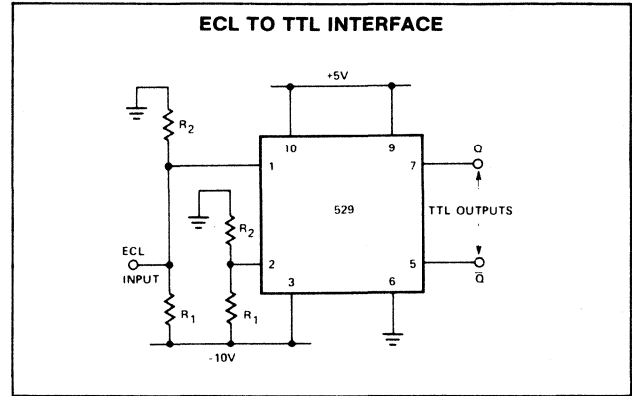 ECL TO TTL INTERFACE
+5V
R2
10
9
Q
1
7
R2
529
TTL OUTPUTS
ECL
INPUT
2
5
Q̅
3
6
R1
R1
-10V